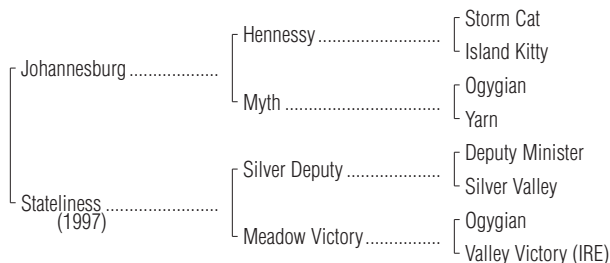 Storm Cat
Hennessy ..............................
Island Kitty
Johannesburg .....................
Ogygian
Myth ......................................
Yarn
Deputy Minister
Silver Deputy ........................
Silver Valley
Stateliness ...........................
(1997)
Ogygian
Meadow Victory....................
Valley Victory (IRE)